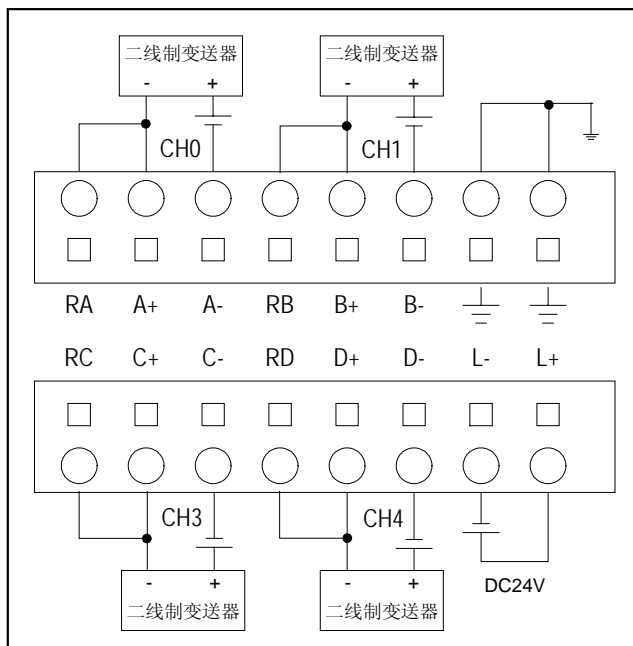 二线制变送器 二线制变送器
- + - +
CH0 CH1
RA A+ A- RB B+ B-
RC C+ C- RD D+ D- L- L+
CH3 CH4
- + - +
DC24V
二线制变送器 二线制变送器